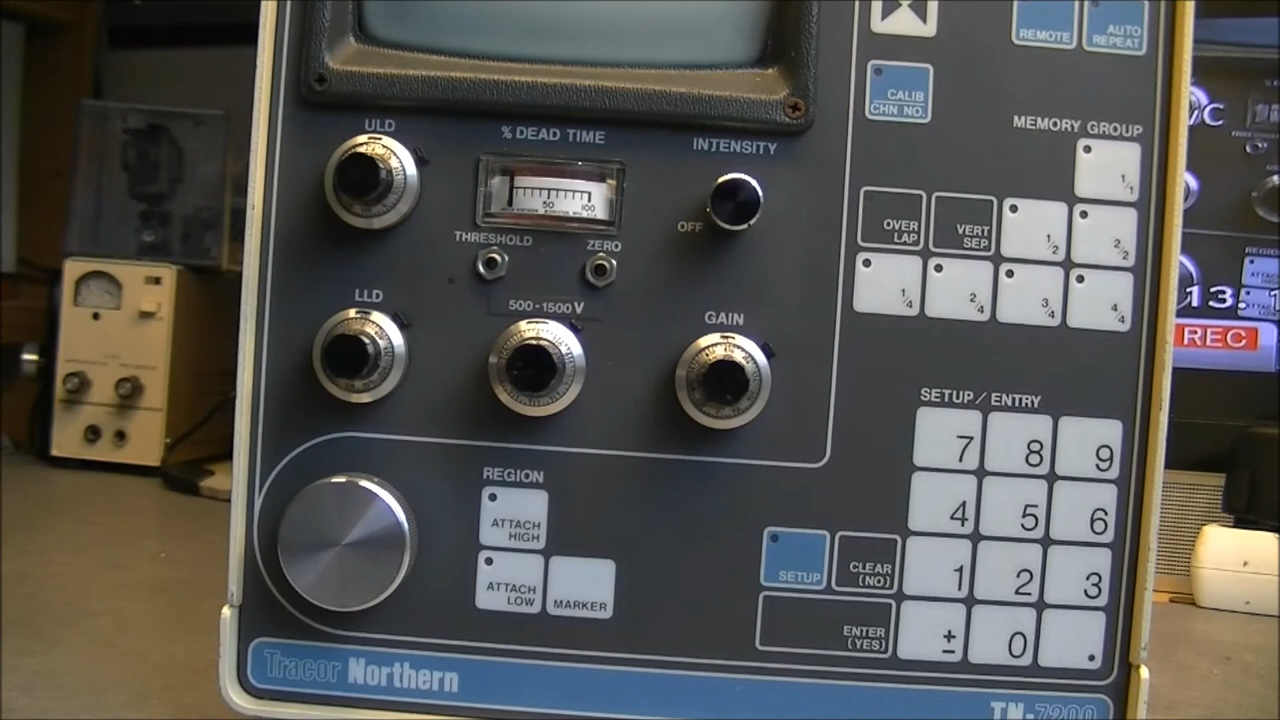 REMOTE
AUTO
REPEAT
CALIB
CHN NO.
MEMORY GROUP
1/1
OVER
LAP
VERT
SEP
1/2
2/2
1/4
2/4
3/4
4/4
ULD
% DEAD TIME
INTENSITY
50
100
OFF
THRESHOLD
ZERO
LLD
500-1500 V
GAIN
SETUP/ENTRY
7
8
9
4
5
6
1
2
3
±
0
.
REGION
ATTACH
HIGH
ATTACH
LOW
MARKER
SETUP
CLEAR
(NO)
ENTER
(YES)
Tracor Northern
TN-7200
13.
REC